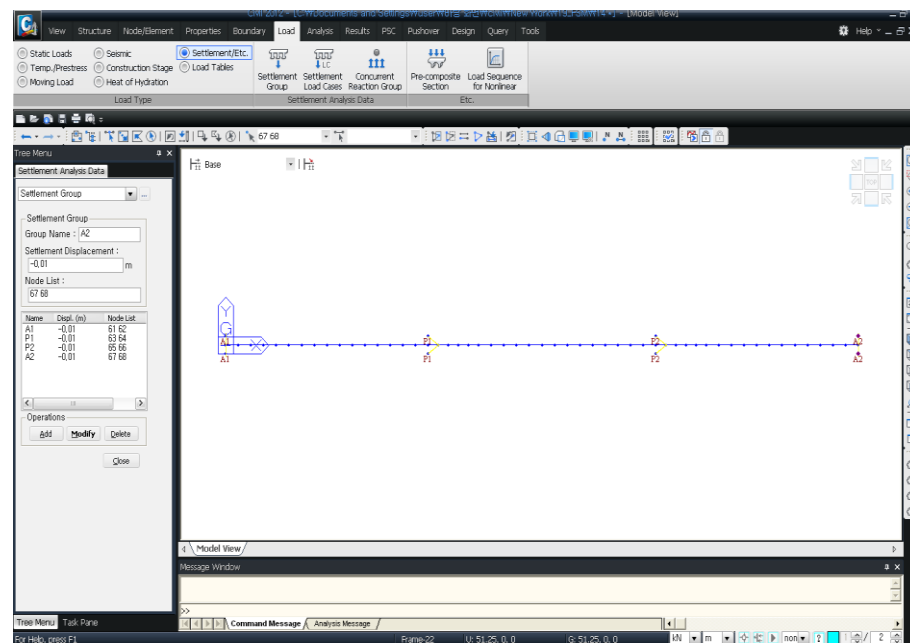 View Structure Node/Element Properties Boundary Load Analysis Results PSC Pushover Design Query Tools Help
Static Loads Seismic Settlement/Etc.
Temp./Prestress Construction Stage Load Tables
Moving Load Heat of Hydration
Settlement Group Settlement Load Cases Concurrent Reaction Group Pre-composite Section Load Sequence for Nonlinear
Load Type Settlement Analysis Data Etc.
67 68
Tree Menu
Settlement Analysis Data
Base
TOP
Settlement Group
Settlement Group
Group Name : A2
Settlement Displacement :
-0,01 m
Node List :
67 68
Name Displ. (m) Node List
A1 -0,01 61 62
P1 -0,01 63 64
P2 -0,01 65 66
A2 -0,01 67 68
Operations
Add Modify Delete
Close
Y
G
X
A1 P1 P2 A2
A1 P1 P2 A2
Model View
Message Window
>>
Tree Menu Task Pane
Command Message Analysis Message
For Help, press F1 Frame-22 U: 51.25, 0, 0 G: 51.25, 0, 0 kN m non ? 1 / 2